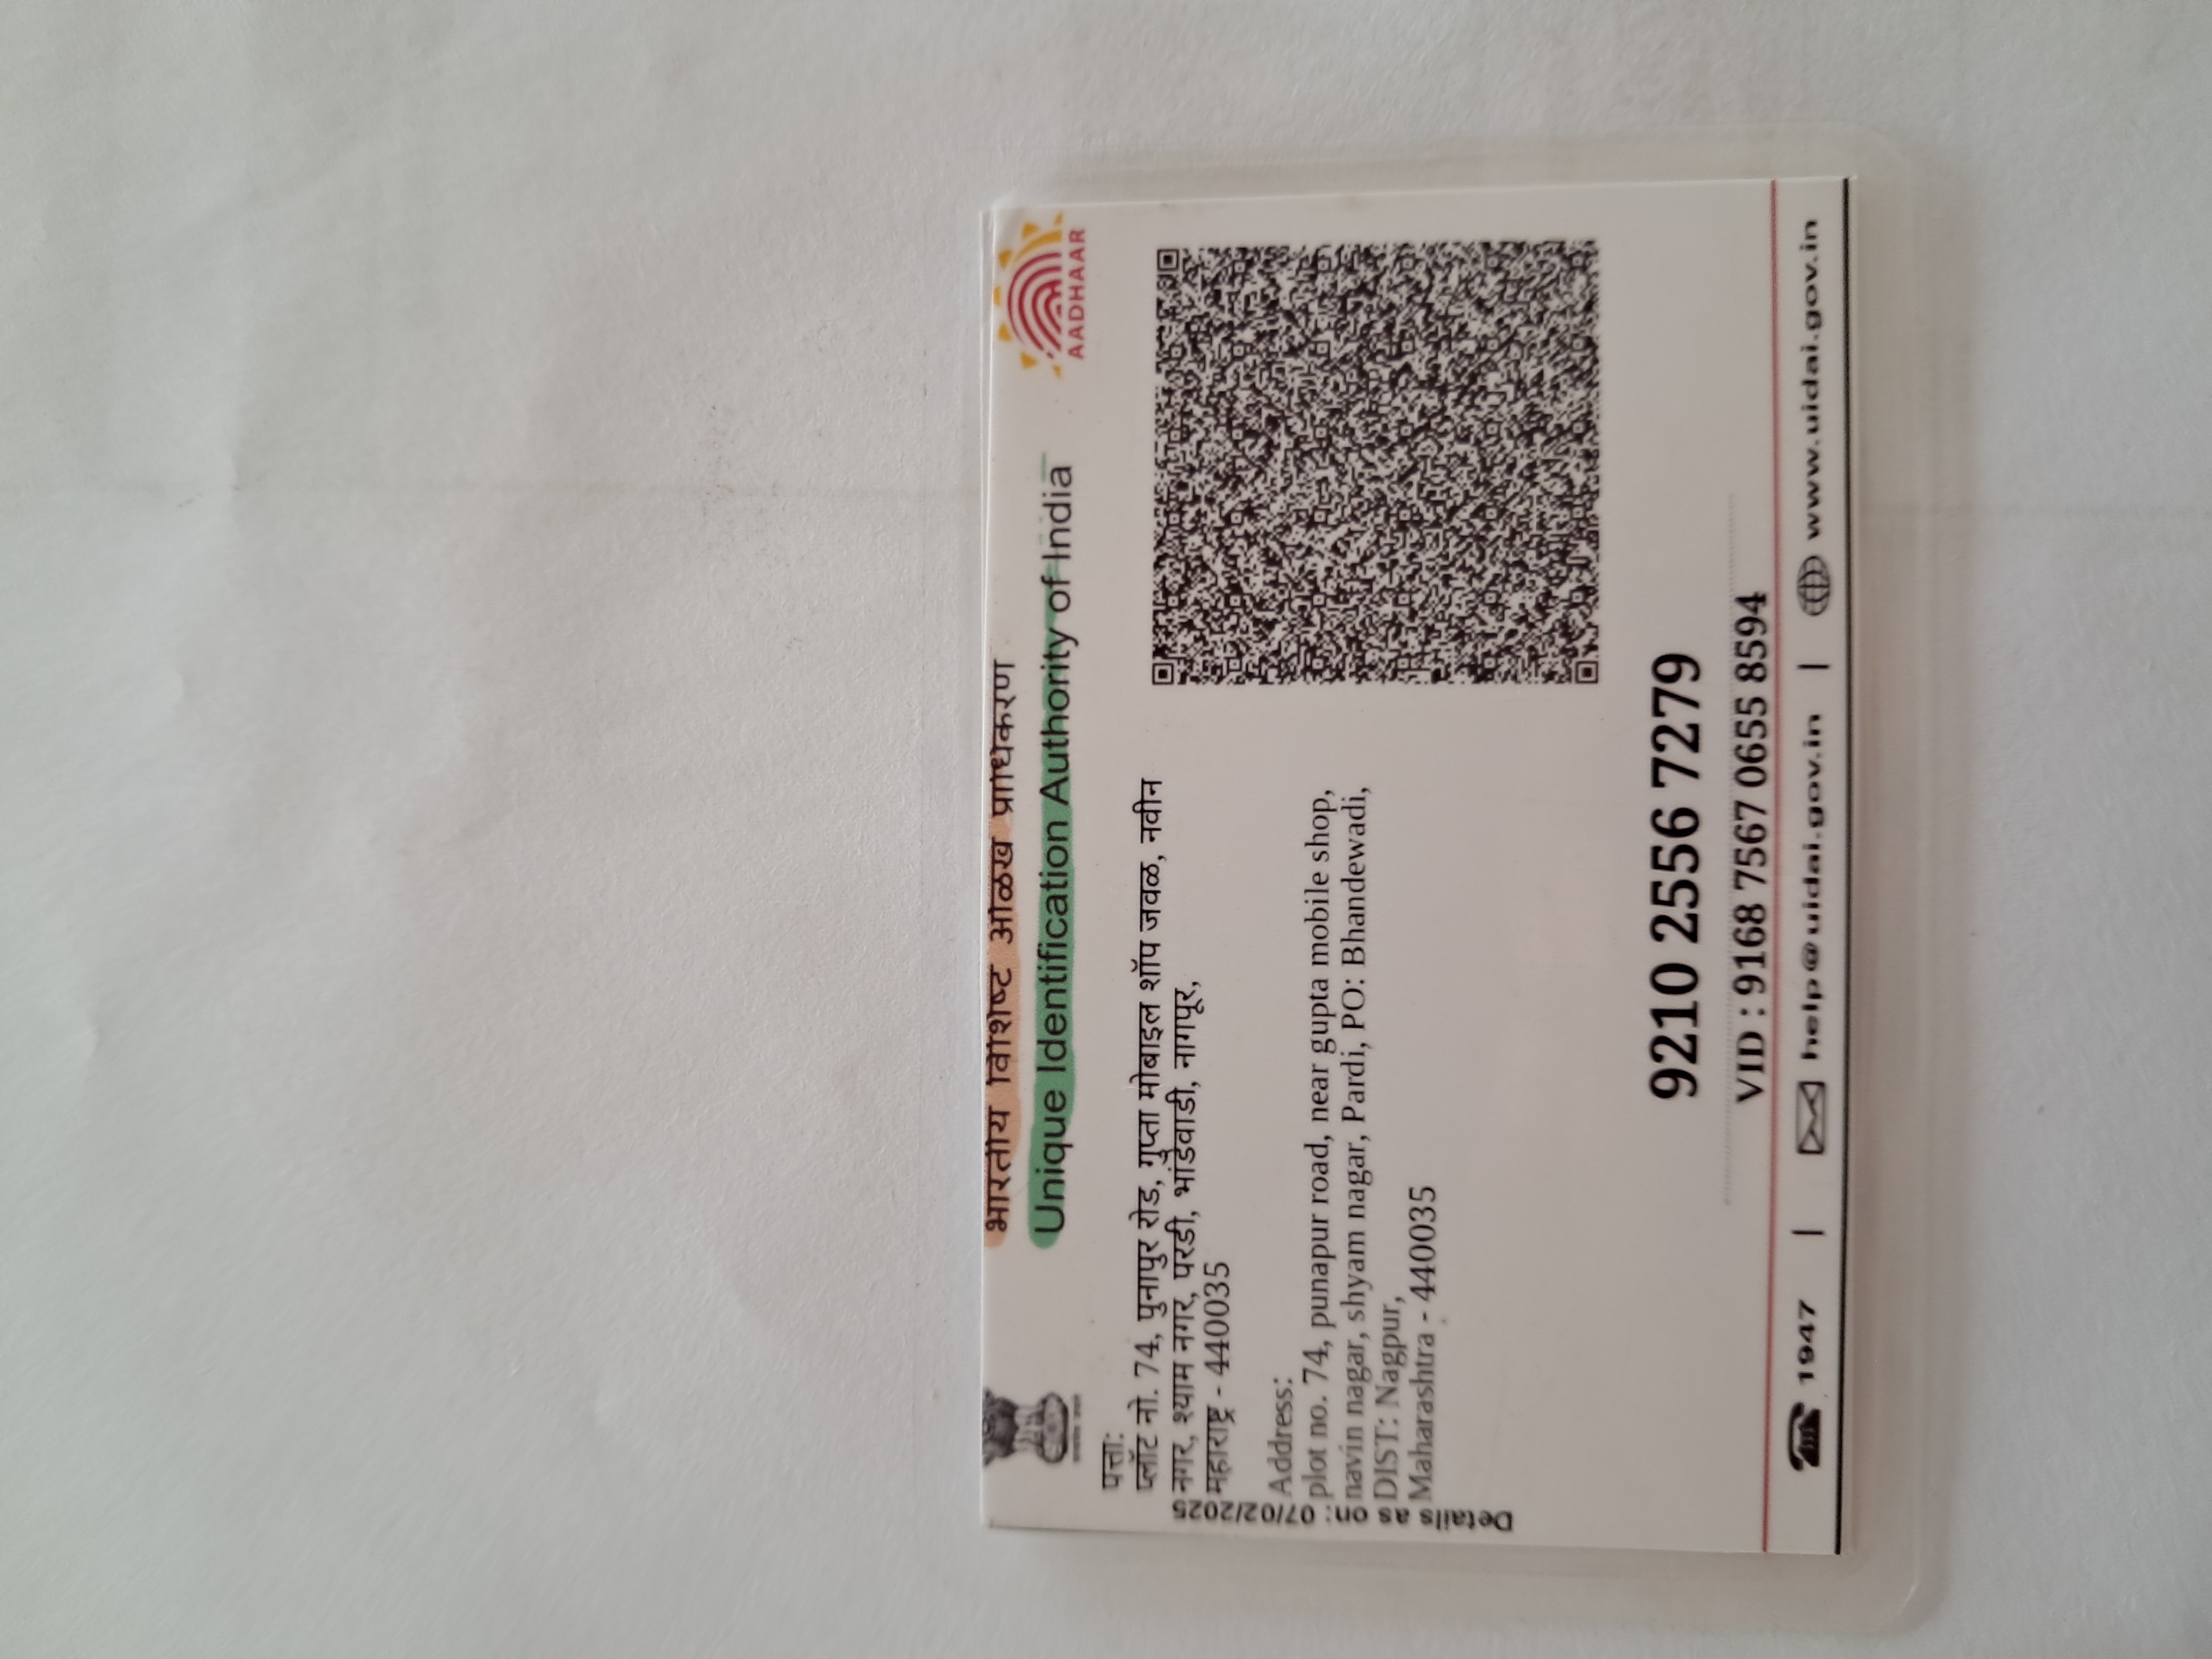 भारतीय विशिष्ट ओळख प्राधिकरण
Unique Identification Authority of India
AADHAAR
पत्ता:
प्लॉट नो. 74, पुनापुर रोड, गुप्ता मोबाइल शॉप जवळ, नवीन
नगर, श्याम नगर, परडी, भांडेवाडी, नागपूर,
महाराष्ट्र - 440035
Address:
plot no. 74, punapur road, near gupta mobile shop,
navin nagar, shyam nagar, Pardi, PO: Bhandewadi,
DIST: Nagpur,
Maharashtra - 440035
Details as on: 07/02/2025
9210 2556 7279
VID : 9168 7567 0655 8594
1947 | help@uidai.gov.in | www.uidai.gov.in